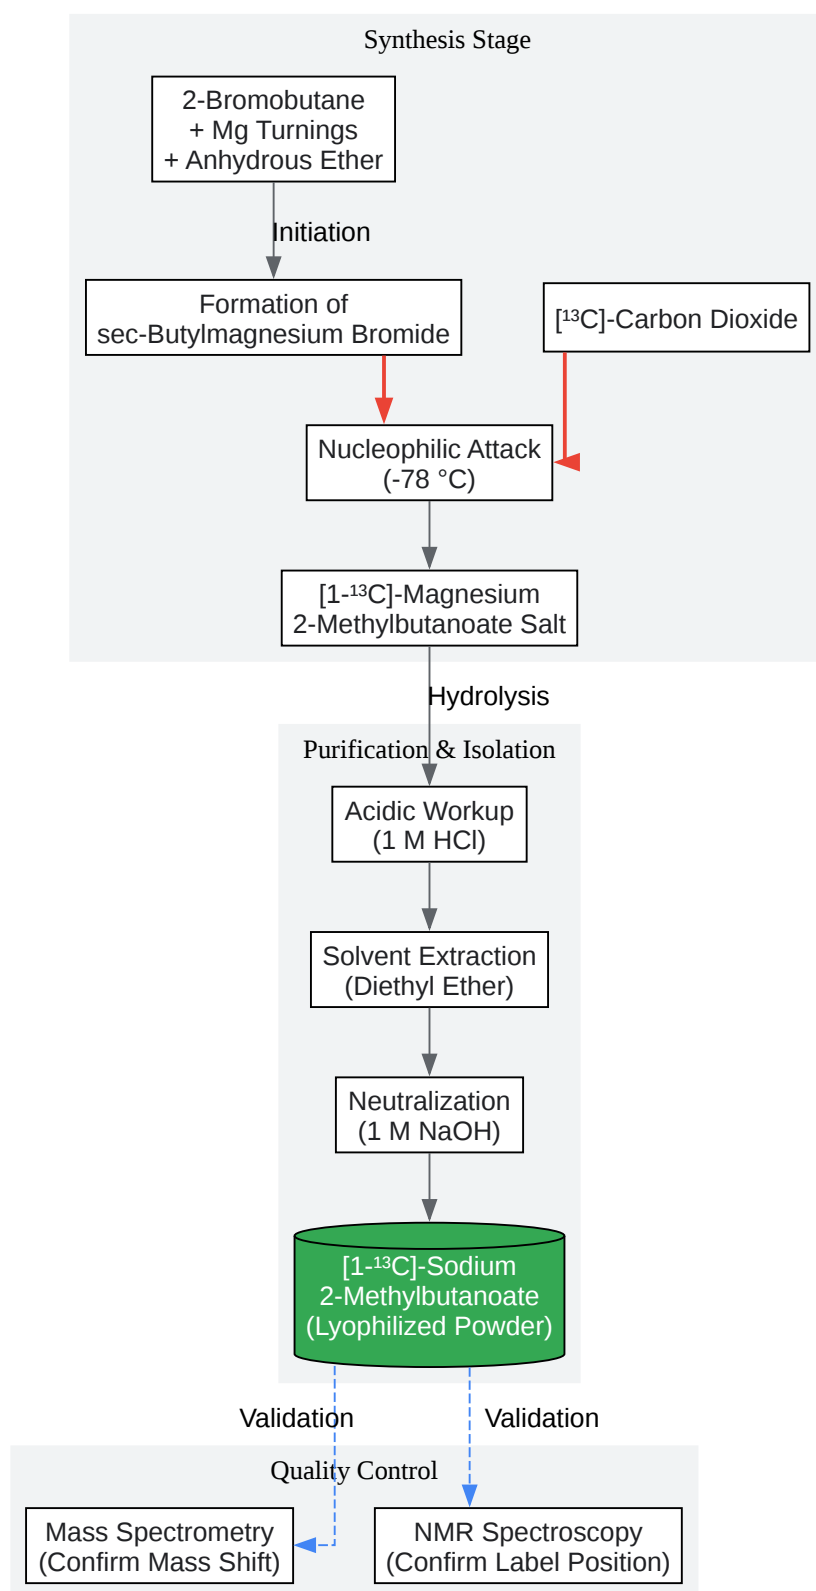 Synthesis Stage
2-Bromobutane
+ Mg Turnings
+ Anhydrous Ether
Initiation
Formation of
sec-Butylmagnesium Bromide
[¹³C]-Carbon Dioxide
Nucleophilic Attack
(-78 °C)
[1-¹³C]-Magnesium
2-Methylbutanoate Salt
Hydrolysis
Purification & Isolation
Acidic Workup
(1 M HCl)
Solvent Extraction
(Diethyl Ether)
Neutralization
(1 M NaOH)
[1-¹³C]-Sodium
2-Methylbutanoate
(Lyophilized Powder)
Validation
Validation
Quality Control
Mass Spectrometry
(Confirm Mass Shift)
NMR Spectroscopy
(Confirm Label Position)